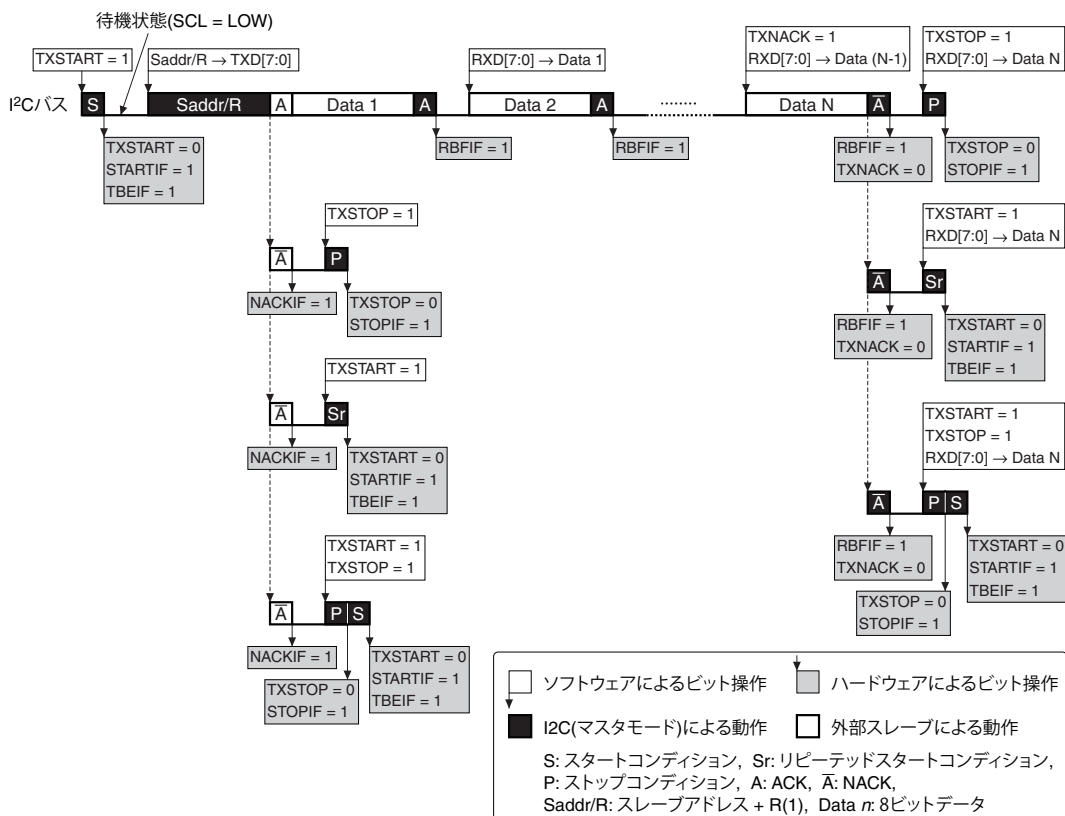 待機状態(SCL = LOW)
TXSTART = 1
Saddr/R → TXD[7:0]
RXD[7:0] → Data 1
TXNACK = 1
RXD[7:0] → Data (N-1)
TXSTOP = 1
RXD[7:0] → Data N
I²Cバス
S
Saddr/R
A
Data 1
A
Data 2
A
Data N
A̅
P
TXSTART = 0
STARTIF = 1
TBEIF = 1
RBFIF = 1
RBFIF = 1
RBFIF = 1
TXNACK = 0
TXSTOP = 0
STOPIF = 1
TXSTOP = 1
A̅
P
NACKIF = 1
TXSTOP = 0
STOPIF = 1
TXSTART = 1
RXD[7:0] → Data N
A̅
Sr
RBFIF = 1
TXNACK = 0
TXSTART = 0
STARTIF = 1
TBEIF = 1
TXSTART = 1
A̅
Sr
NACKIF = 1
TXSTART = 0
STARTIF = 1
TBEIF = 1
TXSTART = 1
TXSTOP = 1
RXD[7:0] → Data N
A̅
P
S
RBFIF = 1
TXNACK = 0
TXSTART = 0
STARTIF = 1
TBEIF = 1
TXSTOP = 0
STOPIF = 1
TXSTART = 1
TXSTOP = 1
A̅
P
S
NACKIF = 1
TXSTART = 0
STARTIF = 1
TBEIF = 1
TXSTOP = 0
STOPIF = 1
ソフトウェアによるビット操作
ハードウェアによるビット操作
I2C(マスタモード)による動作
外部スレーブによる動作
S: スタートコンディション, Sr: リピーテッドスタートコンディション,
P: ストップコンディション, A: ACK, A̅: NACK,
Saddr/R: スレーブアドレス + R(1), Data n: 8ビットデータ